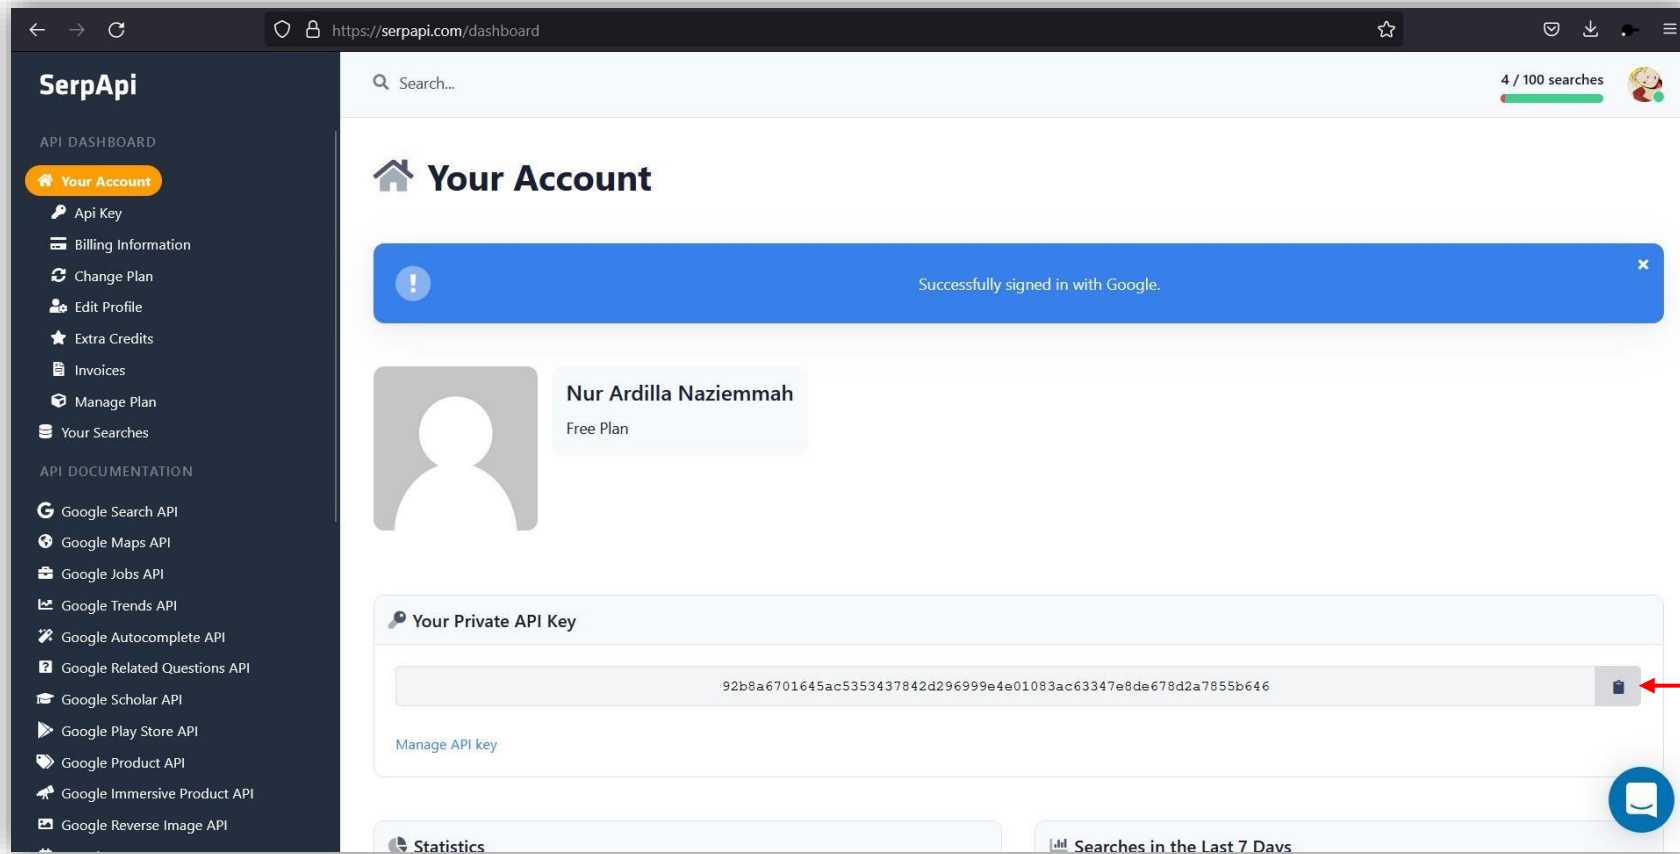 https://serpapi.com/dashboard
SerpApi
Search...
4 / 100 searches
API DASHBOARD
Your Account
Api Key
Billing Information
Change Plan
Edit Profile
Extra Credits
Invoices
Manage Plan
Your Searches
API DOCUMENTATION
Google Search API
Google Maps API
Google Jobs API
Google Trends API
Google Autocomplete API
Google Related Questions API
Google Scholar API
Google Play Store API
Google Product API
Google Immersive Product API
Google Reverse Image API
Your Account
Successfully signed in with Google.
Nur Ardilla Naziemmah
Free Plan
Your Private API Key
92b8a6701645ac5353437842d296999e4e01083ac63347e8de678d2a7855b646
Manage API key
Statistics
Searches in the Last 7 Days